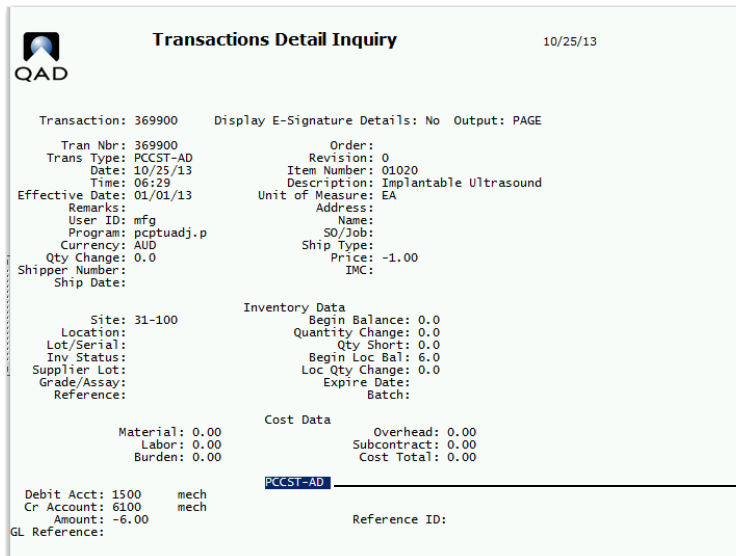 Transactions Detail Inquiry 10/25/13
QAD
Transaction: 369900 Display E-Signature Details: No Output: PAGE
Tran Nbr: 369900 Order:
Trans Type: PCCST-AD Revision: 0
Date: 10/25/13 Item Number: 01020
Time: 06:29 Description: Implantable Ultrasound
Effective Date: 01/01/13 Unit of Measure: EA
Remarks: Address:
User ID: mfg Name:
Program: pcptuadj.p SO/Job:
Currency: AUD Ship Type:
Qty Change: 0.0 Price: -1.00
Shipper Number: IMC:
Ship Date:
Inventory Data
Site: 31-100 Begin Balance: 0.0
Location: Quantity Change: 0.0
Lot/Serial: Qty Short: 0.0
Inv Status: Begin Loc Bal: 6.0
Supplier Lot: Loc Qty Change: 0.0
Grade/Assay: Expire Date:
Reference: Batch:
Cost Data
Material: 0.00 Overhead: 0.00
Labor: 0.00 Subcontract: 0.00
Burden: 0.00 Cost Total: 0.00
PCCST-AD
Debit Acct: 1500 mech
Cr Account: 6100 mech
Amount: -6.00 Reference ID:
GL Reference: